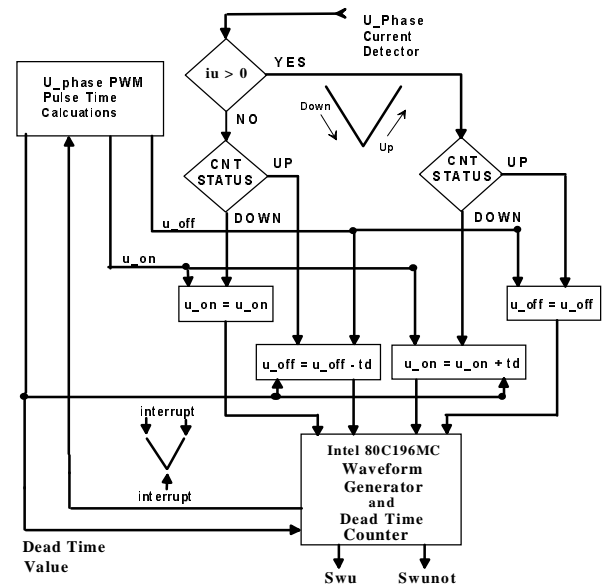 U_Phase
Current
Detector
iu > 0
YES
NO
U_phase PWM
Pulse Time
Calcuations
Down
Up
CNT
STATUS
UP
DOWN
CNT
STATUS
UP
DOWN
u_off
u_on
u_on = u_on
u_off = u_off
u_off = u_off - td
u_on = u_on + td
interrupt
interrupt
Intel 80C196MC
Waveform
Generator
and
Dead Time
Counter
Dead Time
Value
Swu
Swunot